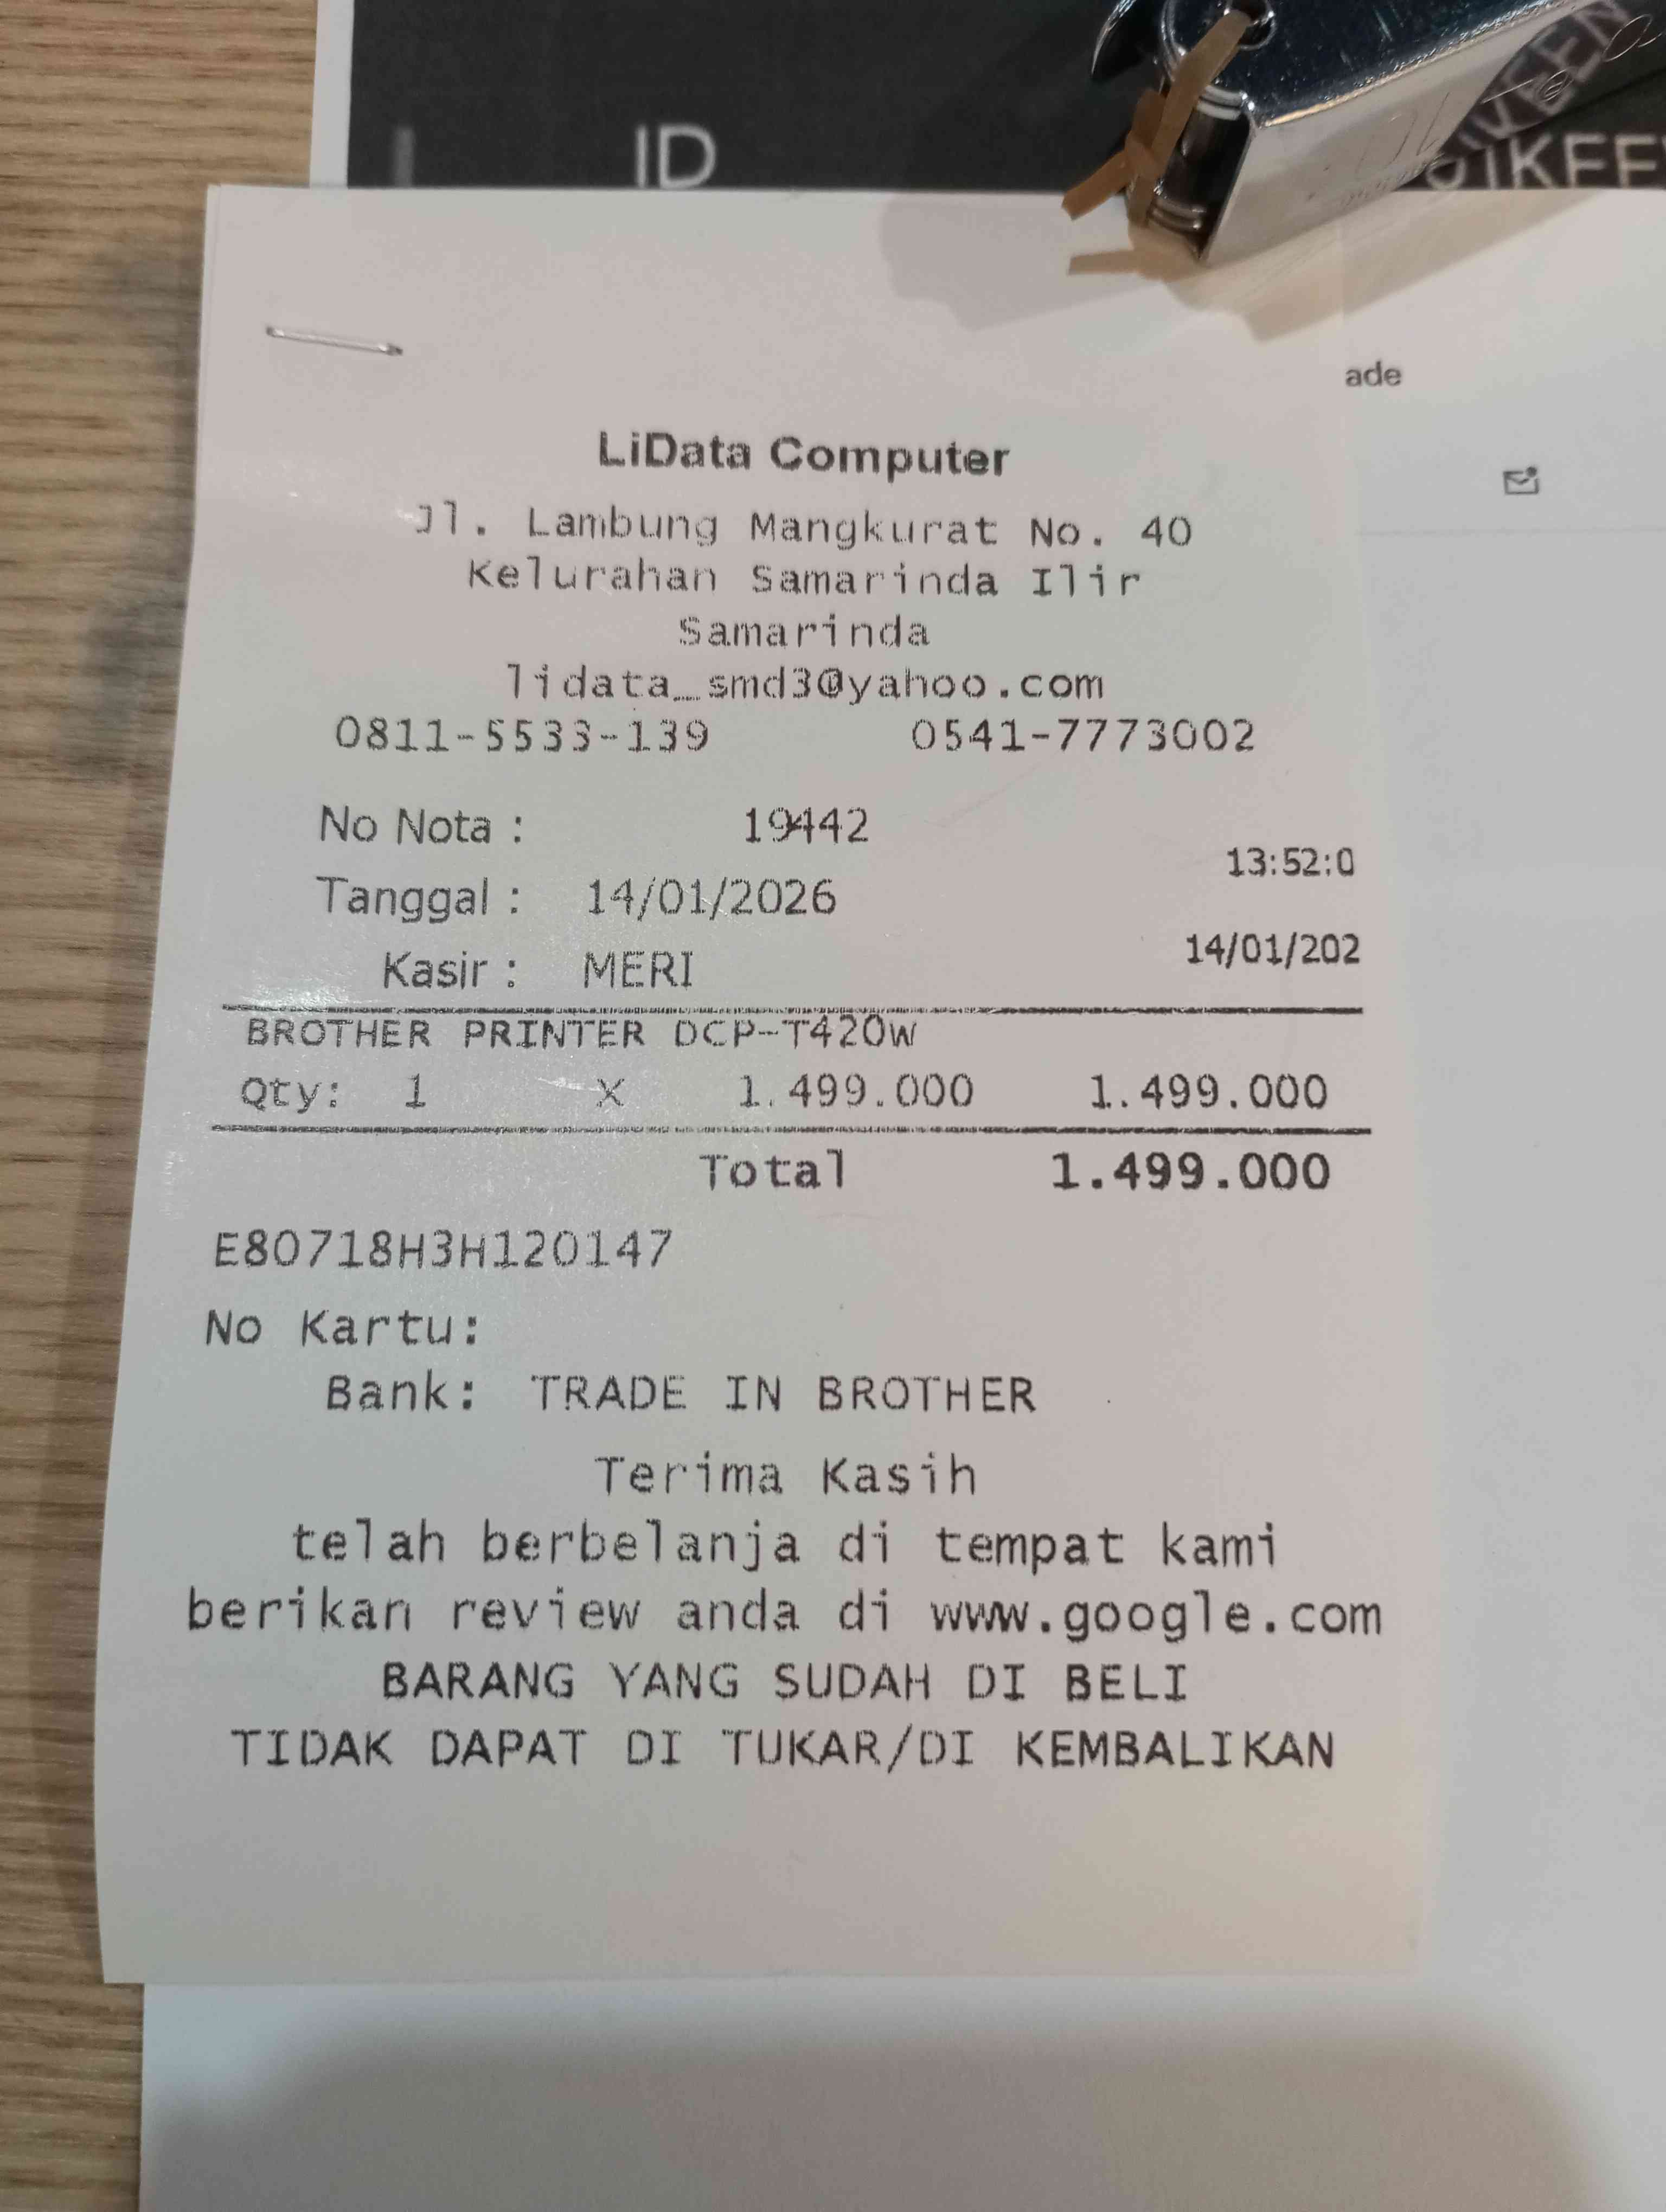 ID
ade
LiData Computer
Jl. Lambung Mangkurat No. 40
Kelurahan Samarinda Ilir
Samarinda
lidata_smd3@yahoo.com
0811-5533-139 0541-7773002
No Nota : 19442
13:52:0
Tanggal : 14/01/2026
14/01/202
Kasir : MERI
BROTHER PRINTER DCP-T420W
Qty: 1 X 1.499.000 1.499.000
Total 1.499.000
E80718H3H120147
No Kartu:
Bank: TRADE IN BROTHER
Terima Kasih
telah berbelanja di tempat kami
berikan review anda di www.google.com
BARANG YANG SUDAH DI BELI
TIDAK DAPAT DI TUKAR/DI KEMBALIKAN